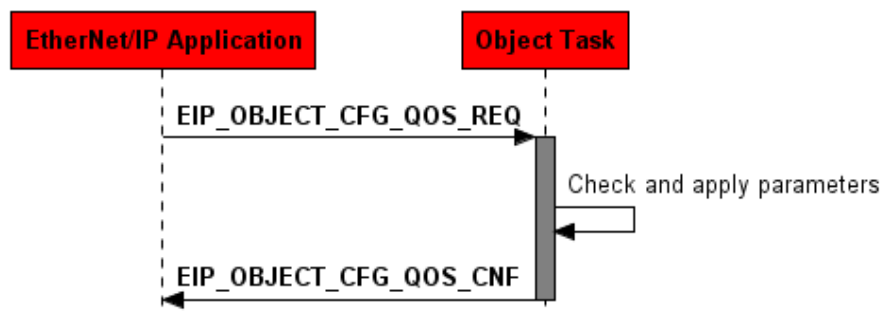 EtherNet/IP Application
Object Task
EIP_OBJECT_CFG_QOS_REQ
Check and apply parameters
EIP_OBJECT_CFG_QOS_CNF